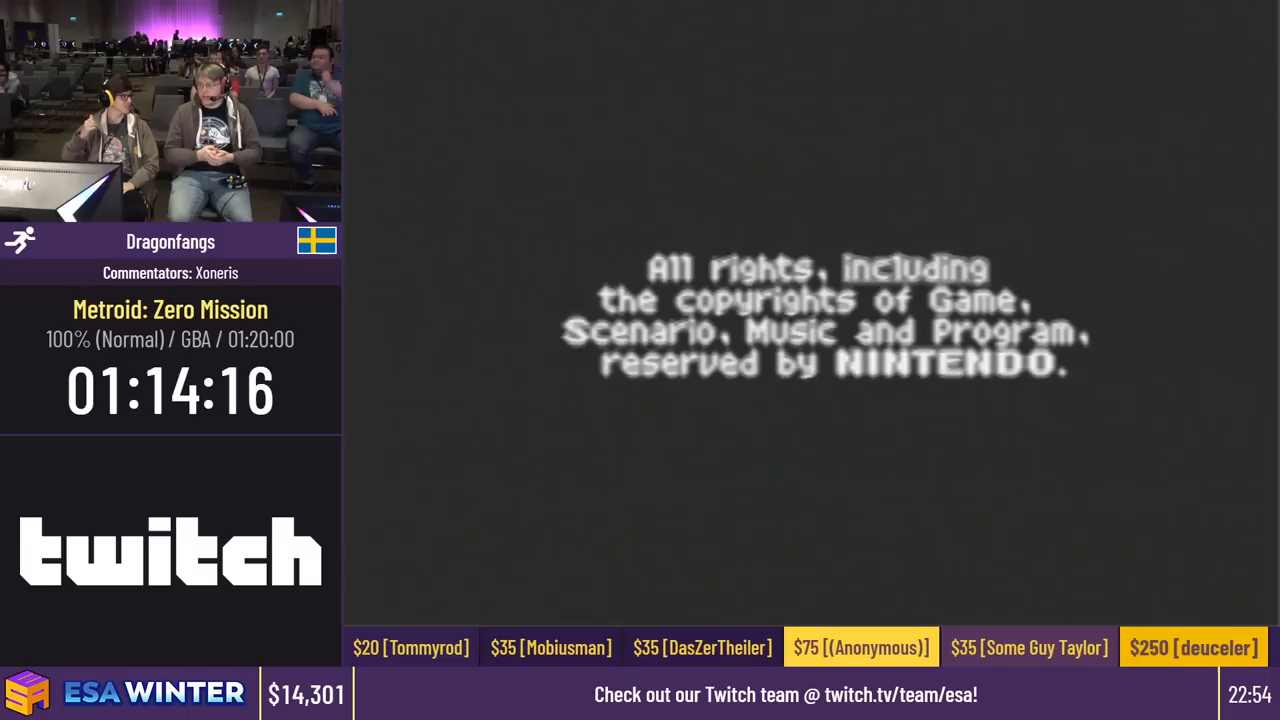 All rights, including
the copyrights of Game,
Scenario, Music and Program,
reserved by NINTENDO.
Dragonfangs
Commentators: Xoneris
Metroid: Zero Mission
100% (Normal) / GBA / 01:20:00
01:14:16
twitch
$20 [Tommyrod]
$35 [Mobiusman]
$35 [DasZerTheiler]
$75 [(Anonymous)]
$35 [Some Guy Taylor]
$250 [deuceler]
ESA WINTER
$14,301
Check out our Twitch team @ twitch.tv/team/esa!
22:54